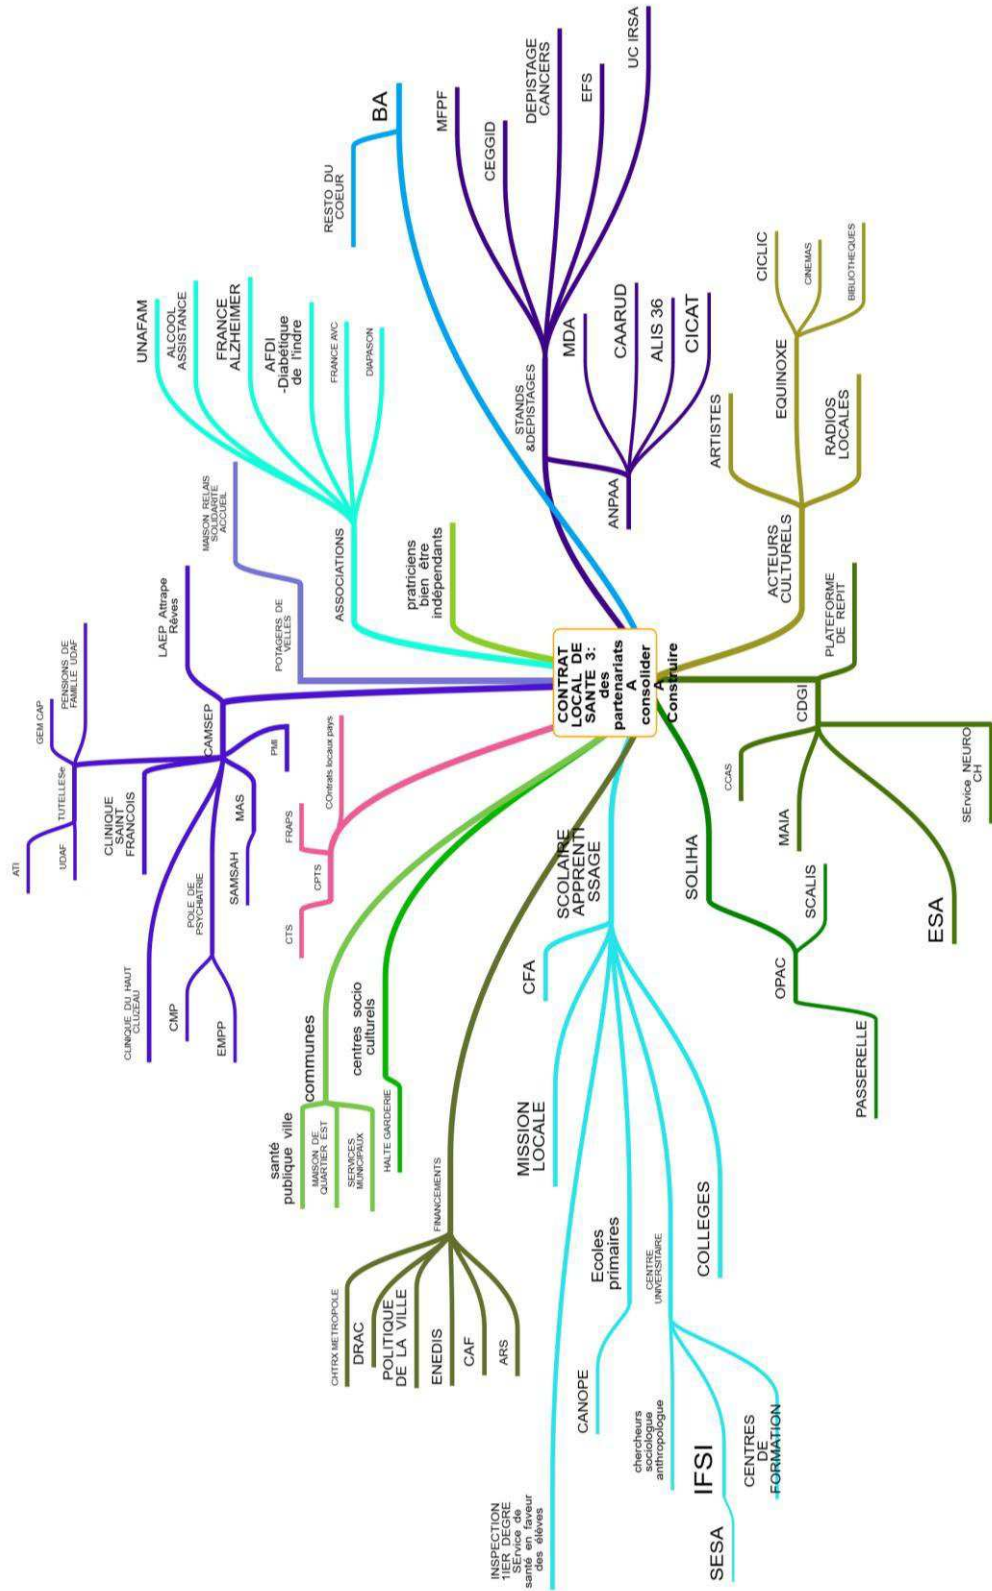 CONTRAT
LOCAL DE
SANTE 3:
des
partenariats
A
consolider
A
Construire
BA
RESTO DU
COEUR
STANDS
&DEPISTAGES
MFPF
CEGGID
DEPISTAGE
CANCERS
EFS
UC IRSA
ANPAA
MDA
CAARUD
ALIS 36
CICAT
ACTEURS
CULTURELS
ARTISTES
EQUINOXE
CICLIC
CINEMAS
BIBLIOTHEQUES
RADIOS
LOCALES
CDGI
PLATEFORME
DE REPIT
CCAS
MAIA
ESA
SErvice NEURO
CH
SOLIHA
OPAC
SCALIS
PASSERELLE
SCOLAIRE
APPRENTI
SSAGE
CFA
MISSION
LOCALE
INSPECTION
1IER DEGRE
SErvice de
santé en faveur
des élèves
Ecoles
primaires
CANOPE
CENTRE
UNIVERSITAIRE
chercheurs
sociologue
anthropologue
IFSI
SESA
CENTRES
DE
FORMATION
COLLEGES
FINANCEMENTS
CHTRX METROPOLE
DRAC
POLITIQUE
DE LA VILLE
ENEDIS
CAF
ARS
centres socio
culturels
HALTE GARDERIE
communes
santé
publique ville
MAISON DE
QUARTIER EST
SERVICES
MUNICIPAUX
COntrats locaux pays
CPTS
FRAPS
CTS
CAMSEP
LAEP Attrape
Rêves
TUTELLESe
GEM CAP
PENSIONS DE
FAMILLE UDAF
ATI
UDAF
CLINIQUE
SAINT
FRANCOIS
CLINIQUE DU HAUT
CLUZEAU
POLE DE
PSYCHIATRIE
CMP
EMPP
MAS
SAMSAH
PMI
POTAGERS DE
VELLES
MAISON RELAIS
SOLIDARITE
ACCUEIL
ASSOCIATIONS
UNAFAM
ALCOOL
ASSISTANCE
FRANCE
ALZHEIMER
AFDI
-Diabétique
de l'indre
FRANCE AVC
DIAPASON
pratriciens
bien être
indépendants